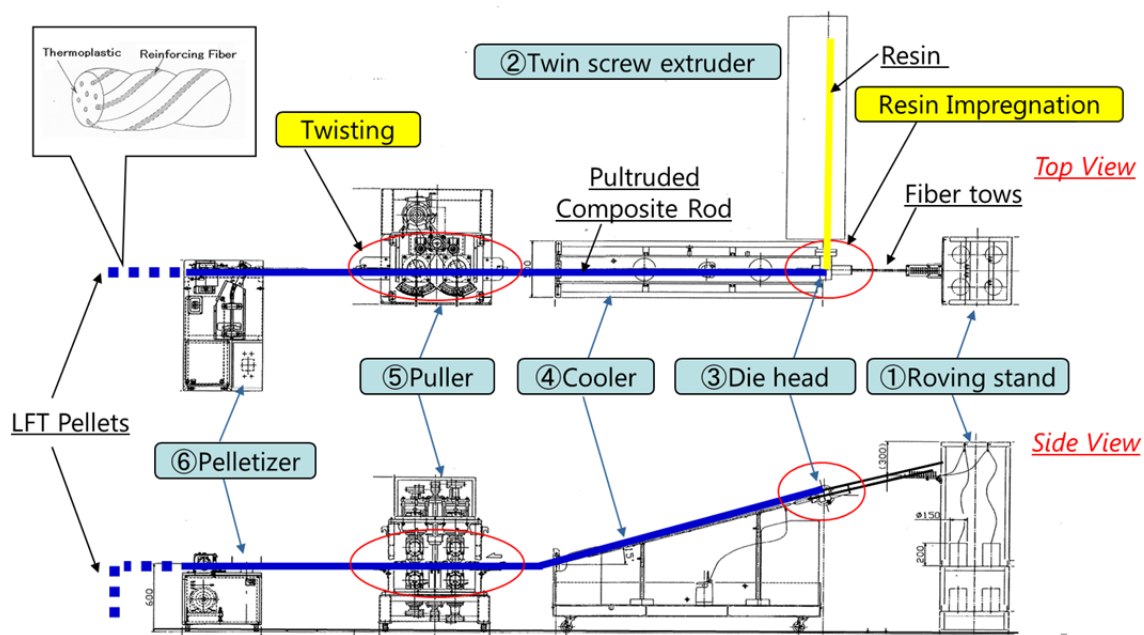 Thermoplastic
Reinforcing Fiber
②Twin screw extruder
Resin
Twisting
Resin Impregnation
Top View
Pultruded
Composite Rod
Fiber tows
⑤Puller
④Cooler
③Die head
①Roving stand
LFT Pellets
Side View
⑥Pelletizer
(300)
ø150
200
15°
600